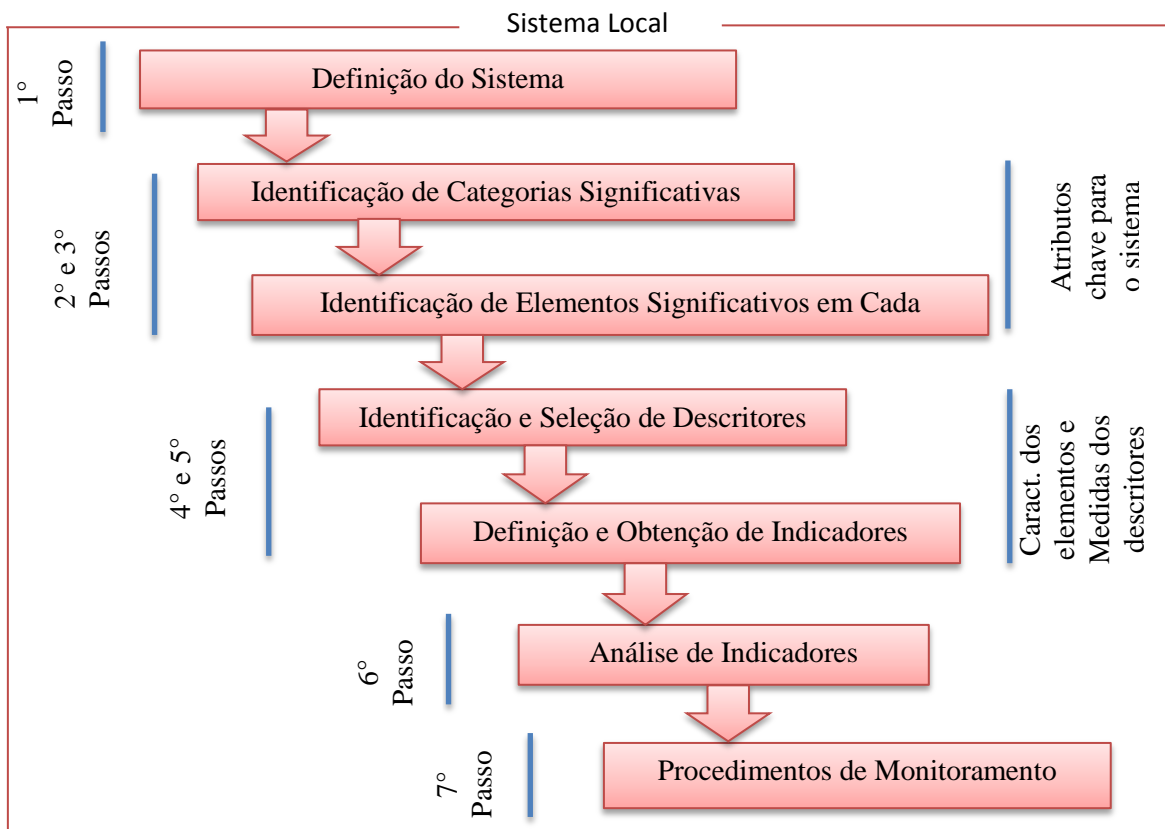 Sistema Local
1° 
Passo
Definição do Sistema
2° e 3°
Passos
Identificação de Categorias Significativas
Identificação de Elementos Significativos em Cada
Atributos
chave para
o sistema
4° e 5°
Passos
Identificação e Seleção de Descritores
Definição e Obtenção de Indicadores
Caract. dos
elementos e
Medidas dos
descritores
6°
Passo
Análise de Indicadores
7°
Passo
Procedimentos de Monitoramento